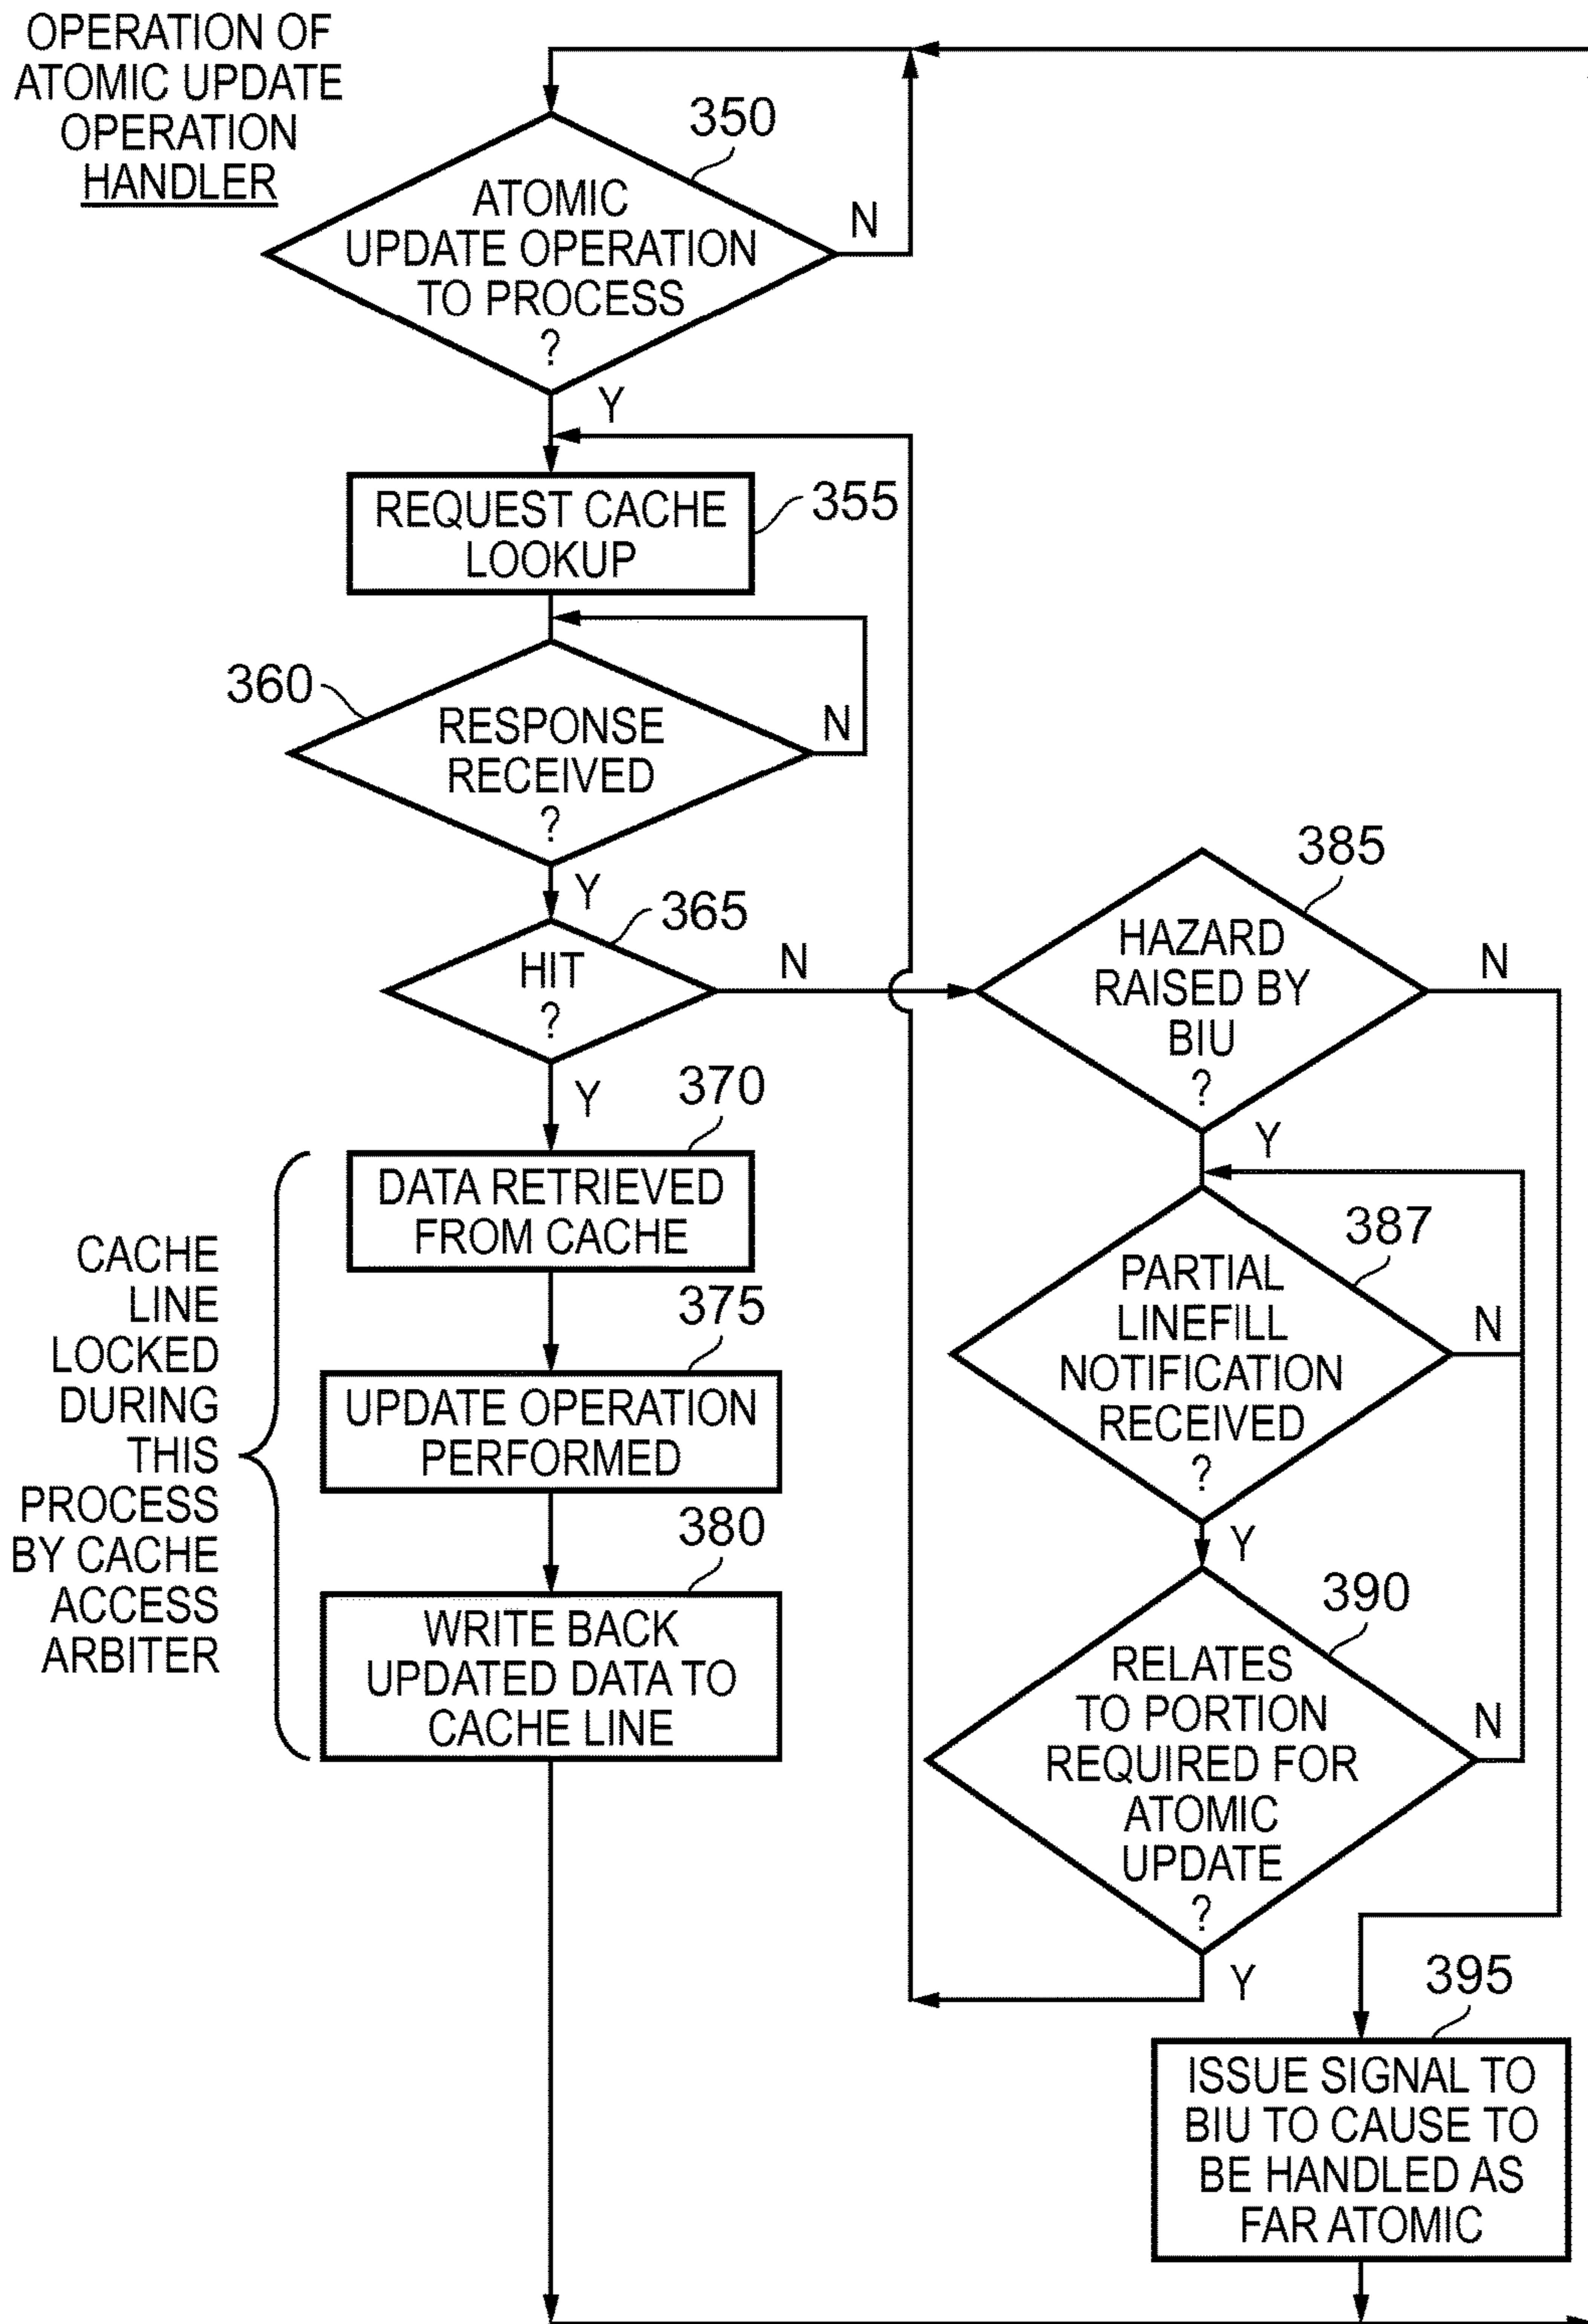 OPERATION OF
ATOMIC UPDATE
OPERATION
HANDLER
350
ATOMIC
UPDATE OPERATION
TO PROCESS
?
N
Y
REQUEST CACHE
LOOKUP
355
360
RESPONSE
RECEIVED
?
N
Y
365
HIT
?
N
Y
385
HAZARD
RAISED BY
BIU
?
N
Y
370
DATA RETRIEVED
FROM CACHE
375
UPDATE OPERATION
PERFORMED
380
WRITE BACK
UPDATED DATA TO
CACHE LINE
CACHE
LINE
LOCKED
DURING
THIS
PROCESS
BY CACHE
ACCESS
ARBITER
387
PARTIAL
LINEFILL
NOTIFICATION
RECEIVED
?
N
Y
390
RELATES
TO PORTION
REQUIRED FOR
ATOMIC
UPDATE
?
N
Y
395
ISSUE SIGNAL TO
BIU TO CAUSE TO
BE HANDLED AS
FAR ATOMIC